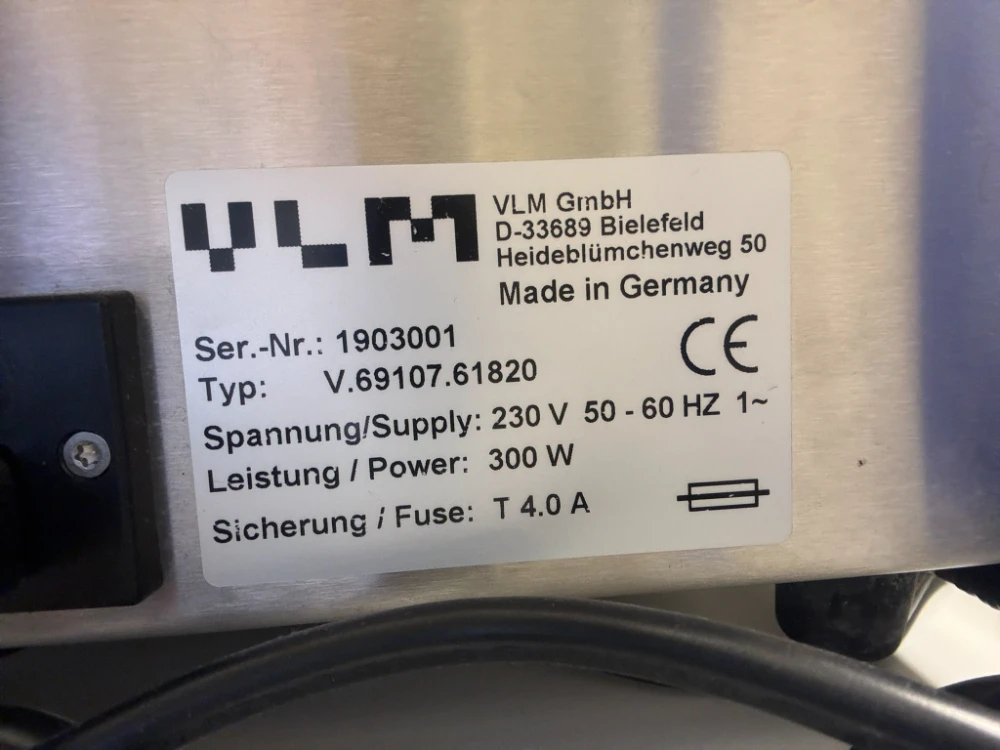 VLM
VLM GmbH
D-33689 Bielefeld
Heideblümchenweg 50
Made in Germany
CE
Ser.-Nr.: 1903001
Typ: V.69107.61820
Spannung/Supply: 230 V 50 - 60 HZ 1~
Leistung / Power: 300 W
Sicherung / Fuse: T 4.0 A